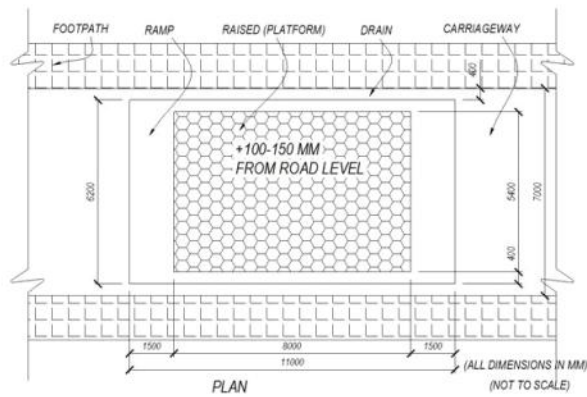 FOOTPATH
RAMP
RAISED (PLATFORM)
DRAIN
CARRIAGEWAY
400
+100-150 MM
FROM ROAD LEVEL
6200
5400
7000
400
1500
8000
1500
11000
(ALL DIMENSIONS IN MM)
PLAN
(NOT TO SCALE)